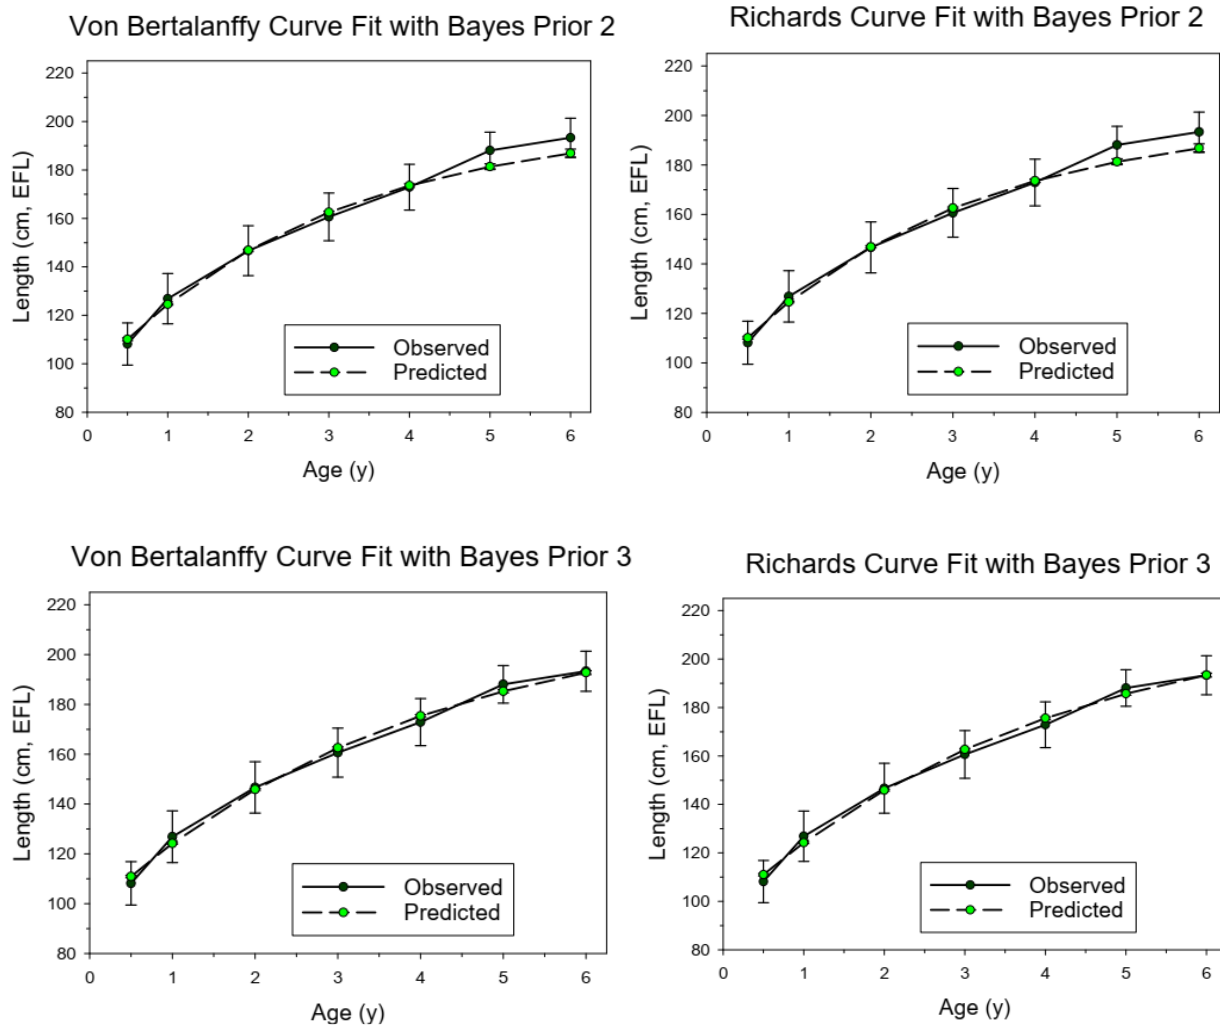 Von Bertalanffy Curve Fit with Bayes Prior 2
220
200
180
160
140
120
100
80
Length (cm, EFL)
Observed
Predicted
0 1 2 3 4 5 6
Age (y)
Richards Curve Fit with Bayes Prior 2
220
200
180
160
140
120
100
80
Length (cm, EFL)
Observed
Predicted
0 1 2 3 4 5 6
Age (y)
Von Bertalanffy Curve Fit with Bayes Prior 3
220
200
180
160
140
120
100
80
Length (cm, EFL)
Observed
Predicted
0 1 2 3 4 5 6
Age (y)
Richards Curve Fit with Bayes Prior 3
220
200
180
160
140
120
100
80
Length (cm, EFL)
Observed
Predicted
0 1 2 3 4 5 6
Age (y)